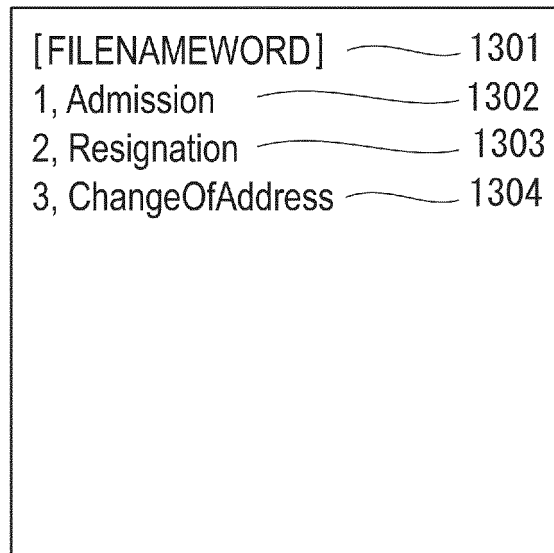 [FILENAMEWORD] 1301
1, Admission 1302
2, Resignation 1303
3, ChangeOfAddress 1304